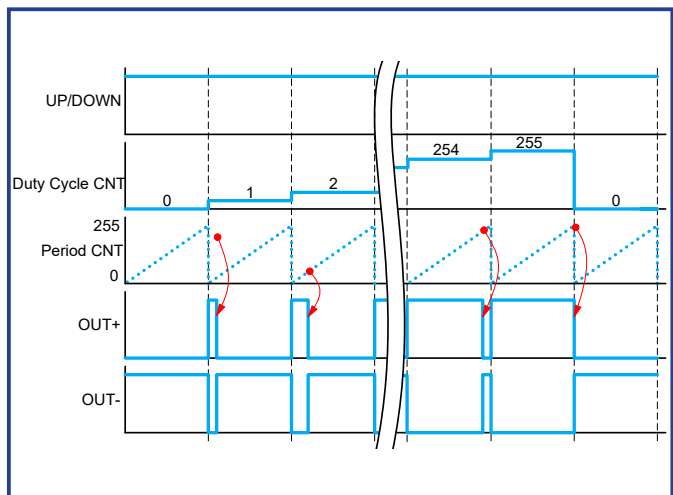 UP/DOWN
255
254
Duty Cycle CNT
0
1
2
0
255
Period CNT
0
OUT+
OUT-